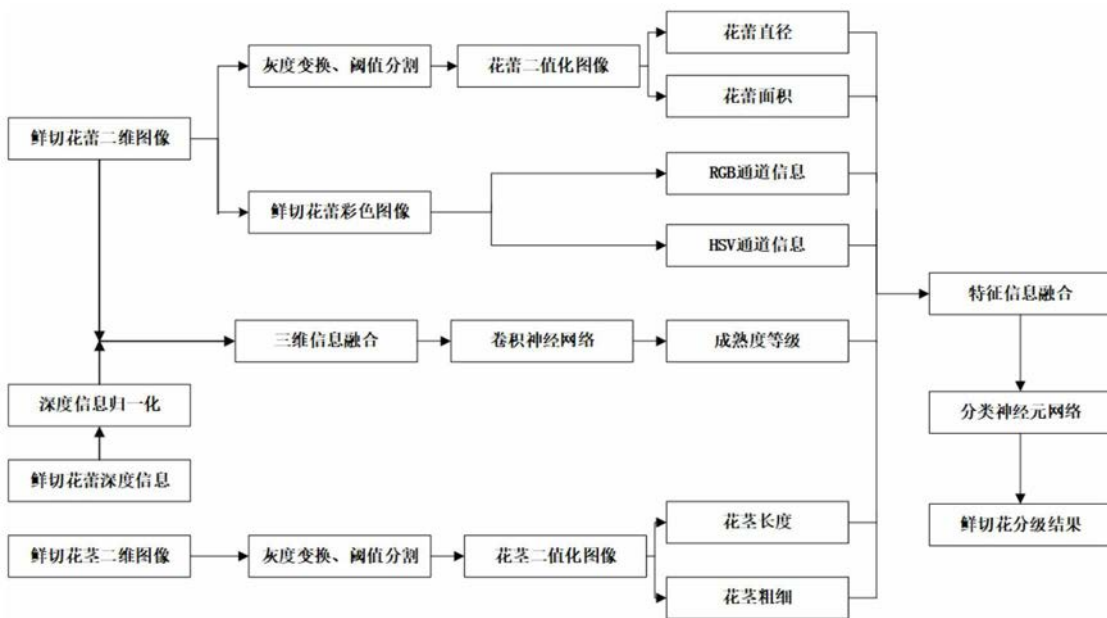 花蕾直径
灰度变换、阈值分割
花蕾二值化图像
花蕾面积
鲜切花蕾二维图像
RGB通道信息
鲜切花蕾彩色图像
HSV通道信息
特征信息融合
三维信息融合
卷积神经网络
成熟度等级
深度信息归一化
分类神经元网络
鲜切花蕾深度信息
花茎长度
鲜切花分级结果
鲜切花茎二维图像
灰度变换、阈值分割
花茎二值化图像
花茎粗细